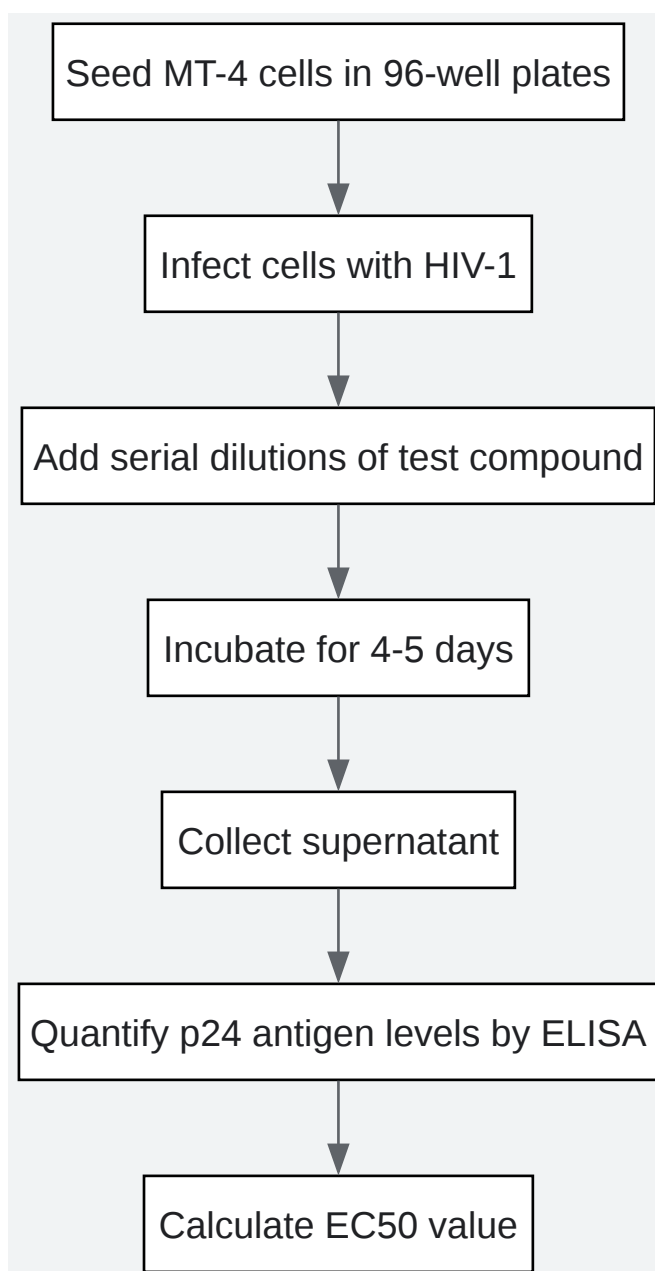 Seed MT-4 cells in 96-well plates
Infect cells with HIV-1
Add serial dilutions of test compound
Incubate for 4-5 days
Collect supernatant
Quantify p24 antigen levels by ELISA
Calculate EC50 value